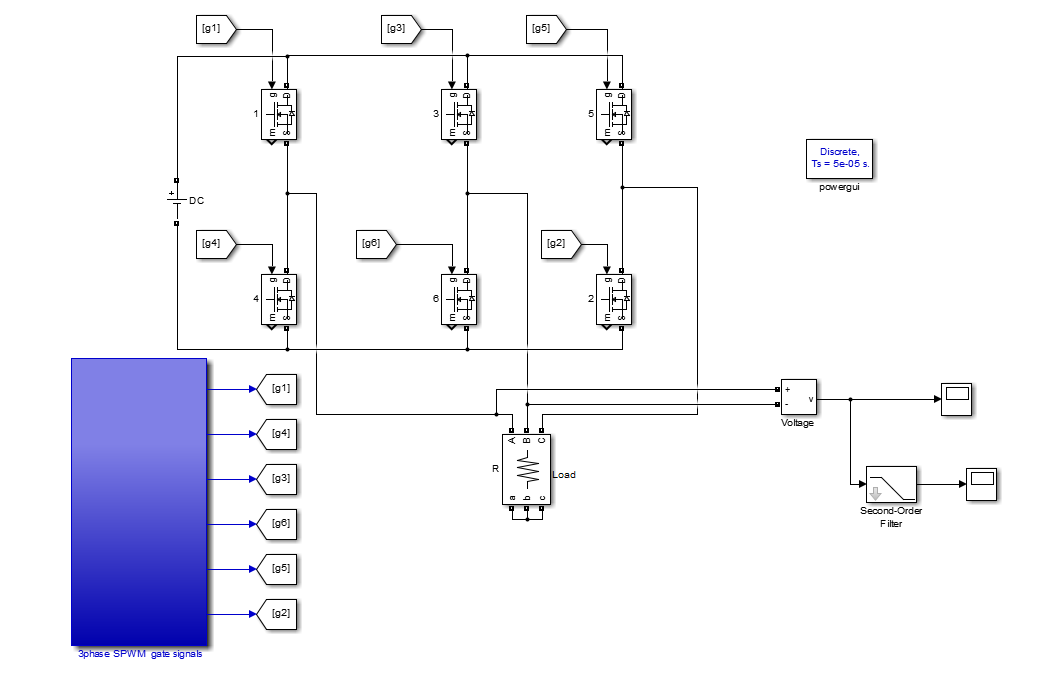 [g1]
[g3]
[g5]
g
D
m
S
1
g
D
m
S
3
g
D
m
S
5
Discrete,
Ts = 5e-05 s.
powergui
+
DC
[g4]
[g6]
[g2]
g
D
m
S
4
g
D
m
S
6
g
D
m
S
2
[g1]
[g4]
[g3]
[g6]
[g5]
[g2]
3phase SPWM gate signals
A
B
C
R
Load
a
b
c
+
-
v
Voltage
Second-Order
Filter